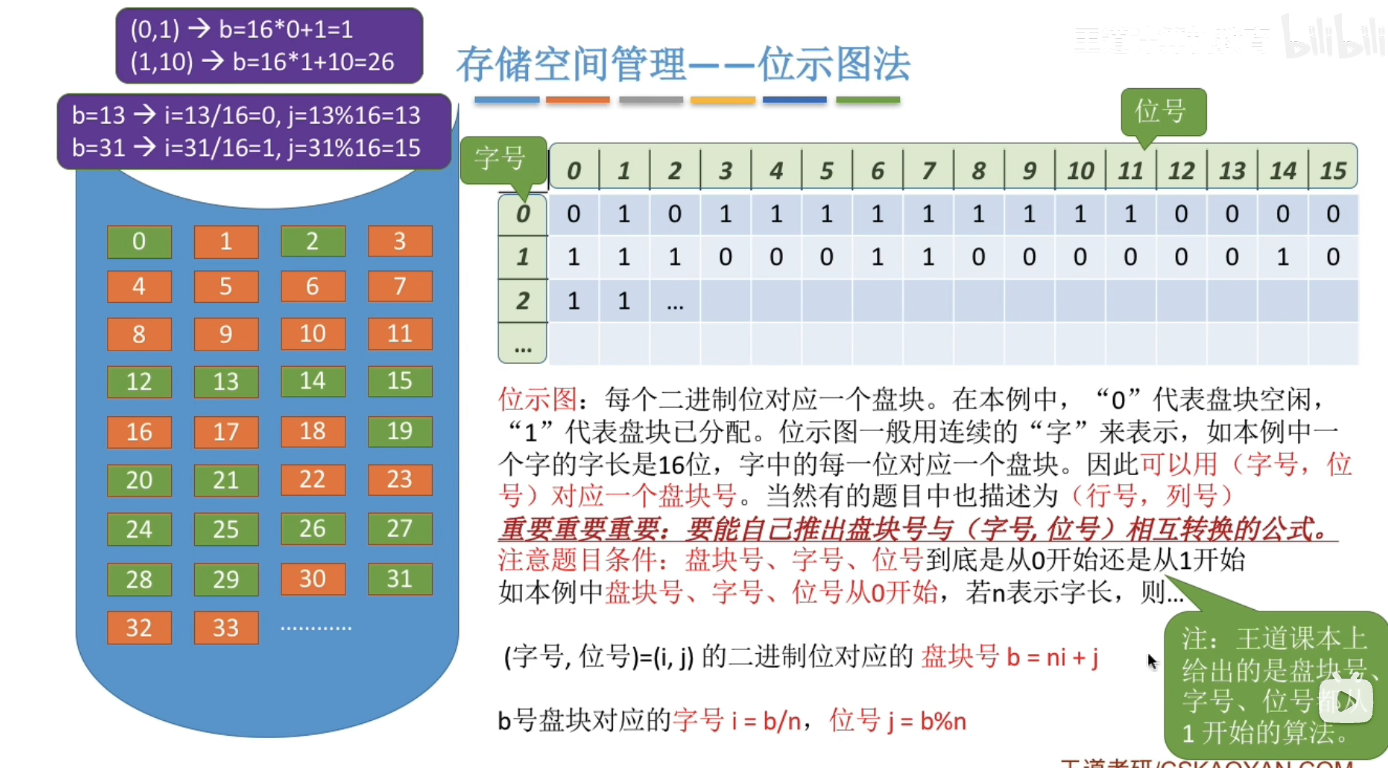 (0,1) → b=16*0+1=1
(1,10) → b=16*1+10=26
b=13 → i=13/16=0, j=13%16=13
b=31 → i=31/16=1, j=31%16=15
存储空间管理——位示图法
bilibili
字号
位号
0 1 2 3 4 5 6 7 8 9 10 11 12 13 14 15
0 0 1 0 1 1 1 1 1 1 1 1 1 0 0 0 0
1 1 1 1 0 0 0 1 1 0 0 0 0 0 0 1 0
2 1 1 …
…
0 1 2 3
4 5 6 7
8 9 10 11
12 13 14 15
16 17 18 19
20 21 22 23
24 25 26 27
28 29 30 31
32 33 …………
位示图：每个二进制位对应一个盘块。在本例中，“0”代表盘块空闲，
“1”代表盘块已分配。位示图一般用连续的“字”来表示，如本例中一
个字的字长是16位，字中的每一位对应一个盘块。因此可以用（字号，位
号）对应一个盘块号。当然有的题目中也描述为（行号，列号）
重要重要重要：要能自己推出盘块号与（字号, 位号）相互转换的公式。
注意题目条件：盘块号、字号、位号到底是从0开始还是从1开始
如本例中盘块号、字号、位号从0开始，若n表示字长，则…
(字号, 位号)=(i, j) 的二进制位对应的 盘块号 b = ni + j
b号盘块对应的字号 i = b/n，位号 j = b%n
注：王道课本上
给出的是盘块号、
字号、位号都从
1 开始的算法。
王道考研/CSKAOYAN.COM